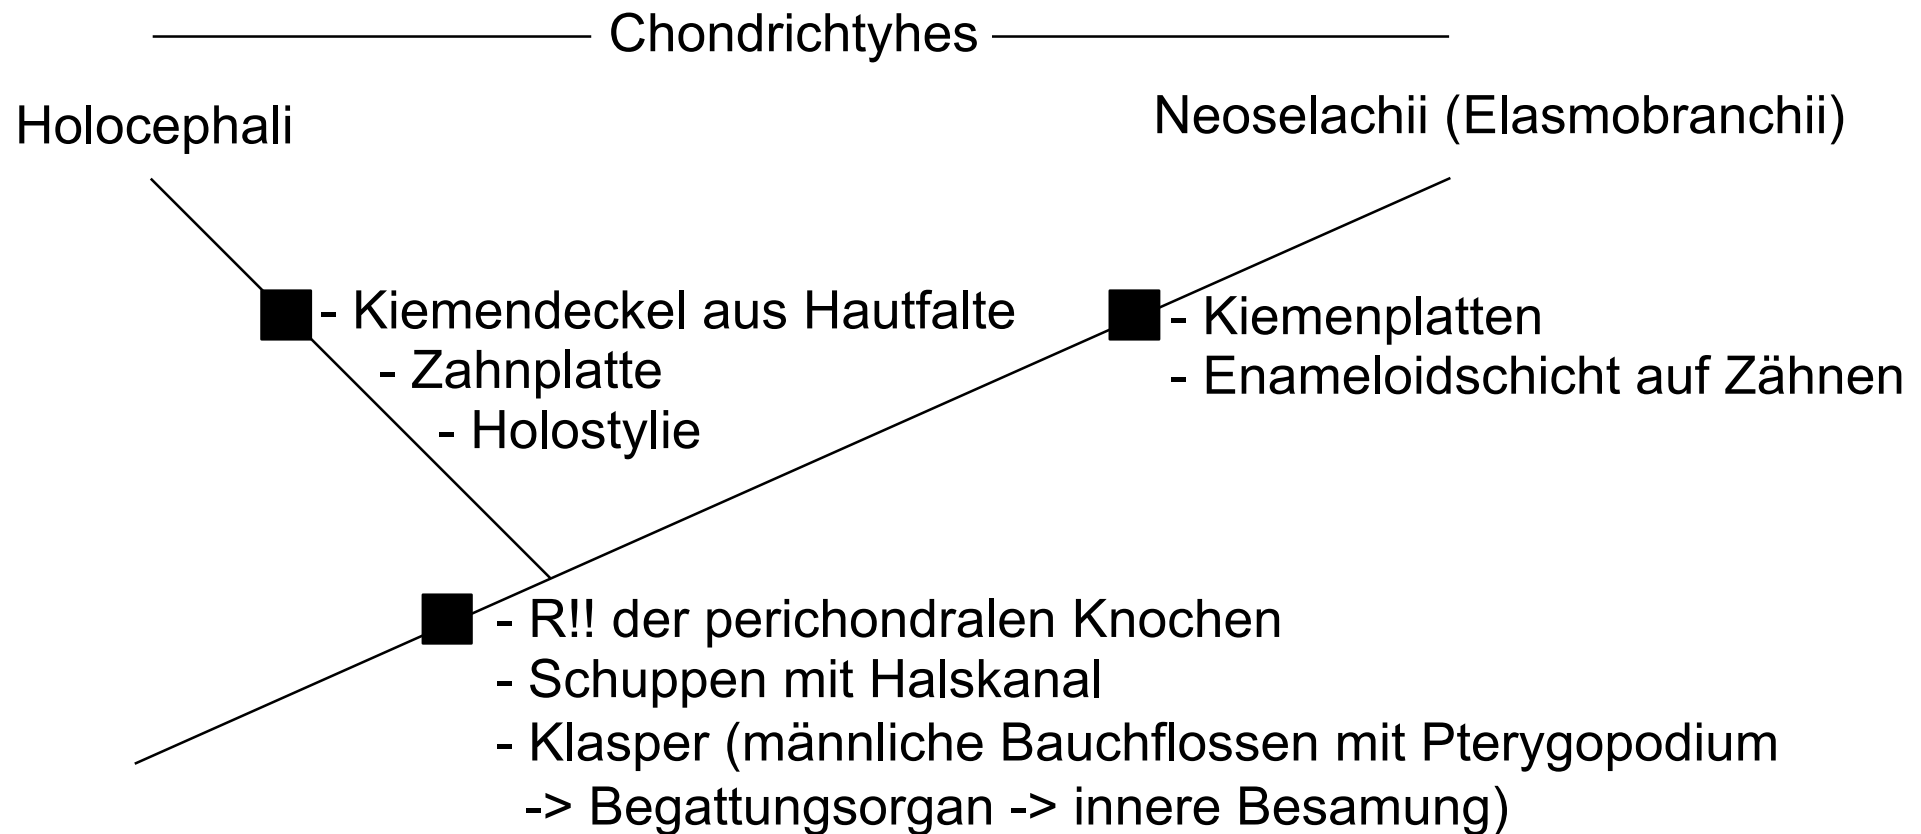 Chondrichtyhes
Holocephali
Neoselachii (Elasmobranchii)
- Kiemendeckel aus Hautfalte
- Zahnplatte
- Holostylie
- Kiemenplatten
- Enameloidschicht auf Zähnen
- R!! der perichondralen Knochen
- Schuppen mit Halskanal
- Klasper (männliche Bauchflossen mit Pterygopodium
-> Begattungsorgan -> innere Besamung)